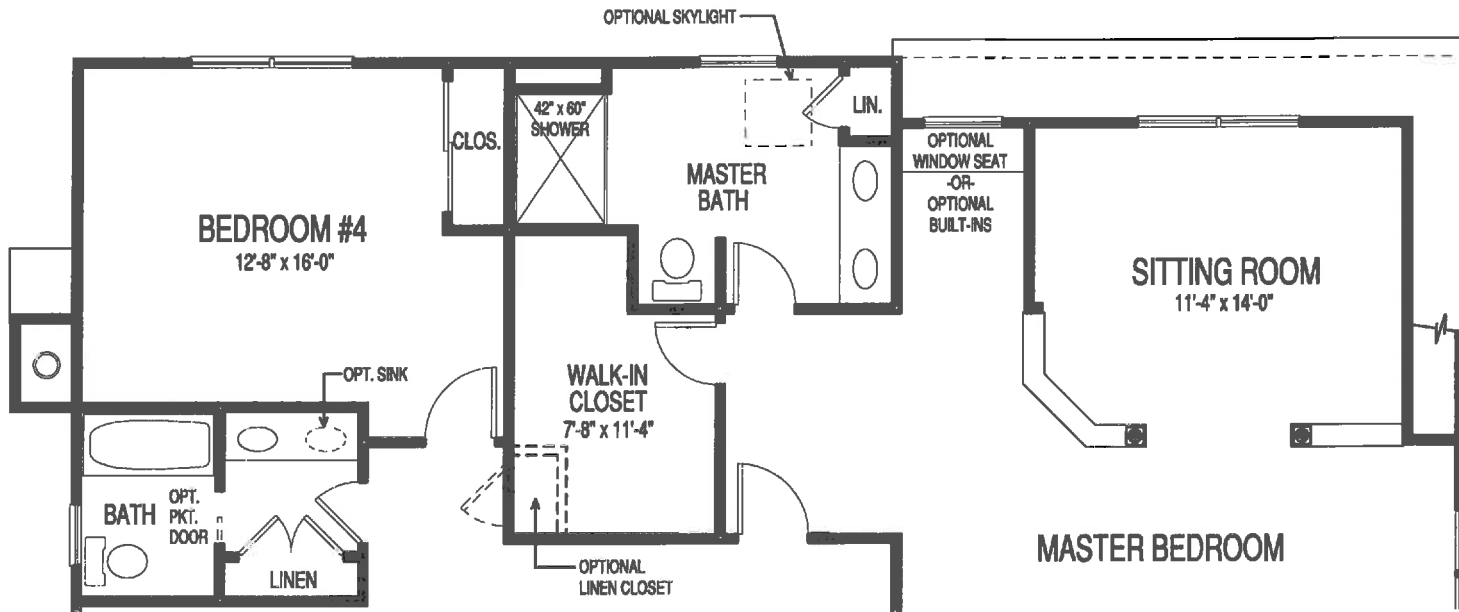 OPTIONAL SKYLIGHT
42" x 60"
SHOWER
CLOS.
LIN.
MASTER
BATH
OPTIONAL
WINDOW SEAT
-OR-
OPTIONAL
BUILT-INS
BEDROOM #4
12'-8" x 16'-0"
SITTING ROOM
11'-4" x 14'-0"
OPT. SINK
WALK-IN
CLOSET
7'-8" x 11'-4"
BATH
OPT.
PKT.
DOOR
LINEN
OPTIONAL
LINEN CLOSET
MASTER BEDROOM